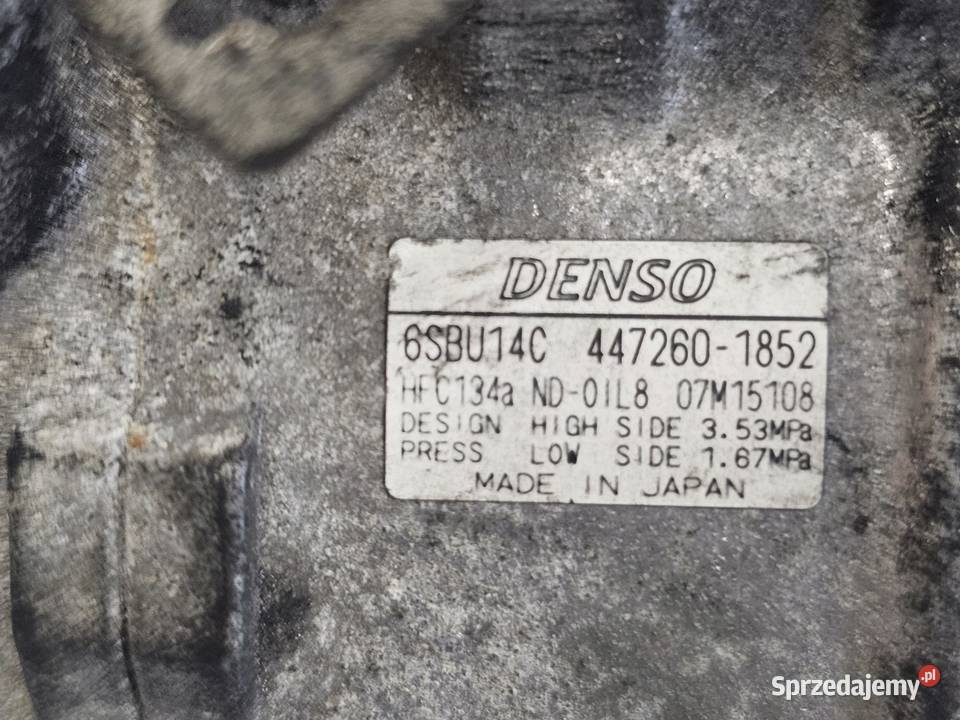 DENSO
6SBU14C 447260-1852
HFC134a ND-OIL8 07M15108
DESIGN HIGH SIDE 3.53MPa
PRESS LOW SIDE 1.67MPa
MADE IN JAPAN
Sprzedajemy.pl